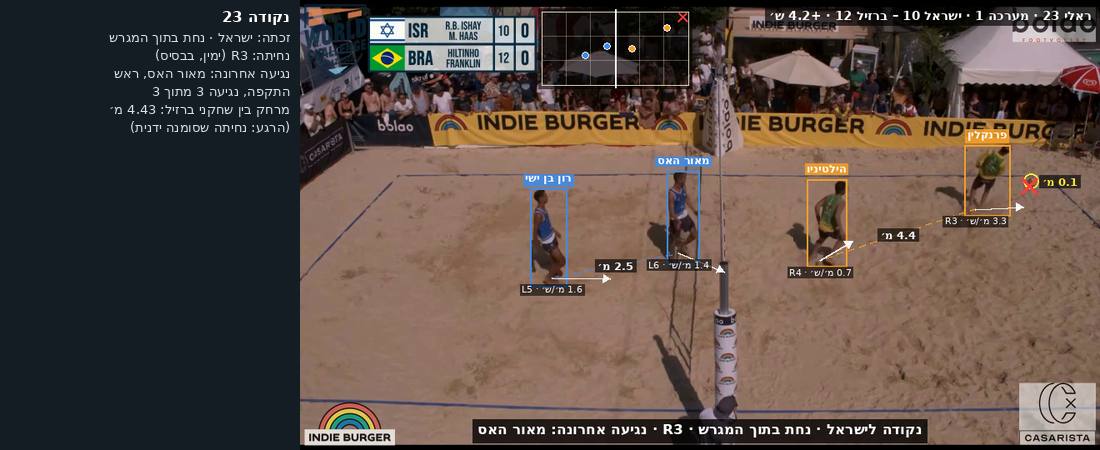 נקודה 23
זכתה: ישראל · נחת בתוך המגרש
נחיתה: R3 (ימין, בבסיס)
נגיעה אחרונה: מאור האס, ראש
התקפה, נגיעה 3 מתוך 3
מרחק בין שחקני ברזיל: 4.43 מ׳
(הרגע: נחיתה שסומנה ידנית)
ראלי 23 · מערכה 1 · ישראל 10 – ברזיל 12 · +4.2 ש׳
ISR R.B. ISHAY M. HAAS 10 0
BRA HILTINHO FRANKLIN 12 0
INDIE BURGER
bolao
FOOTVOLLEY
bolao
INDIE BURGER
INDIE BURGER
INDIE BURGER
CASARISTA
פרנקלין
מאור האס
הילטיניו
רון בן ישי
0.1 מ׳
R3 · 3.3 מ׳/ש׳
4.4 מ׳
L6 · 1.4 מ׳/ש׳
R4 · 0.7 מ׳/ש׳
2.5 מ׳
L5 · 1.6 מ׳/ש׳
נקודה לישראל · נחת בתוך המגרש · R3 · נגיעה אחרונה: מאור האס
INDIE BURGER
CASARISTA